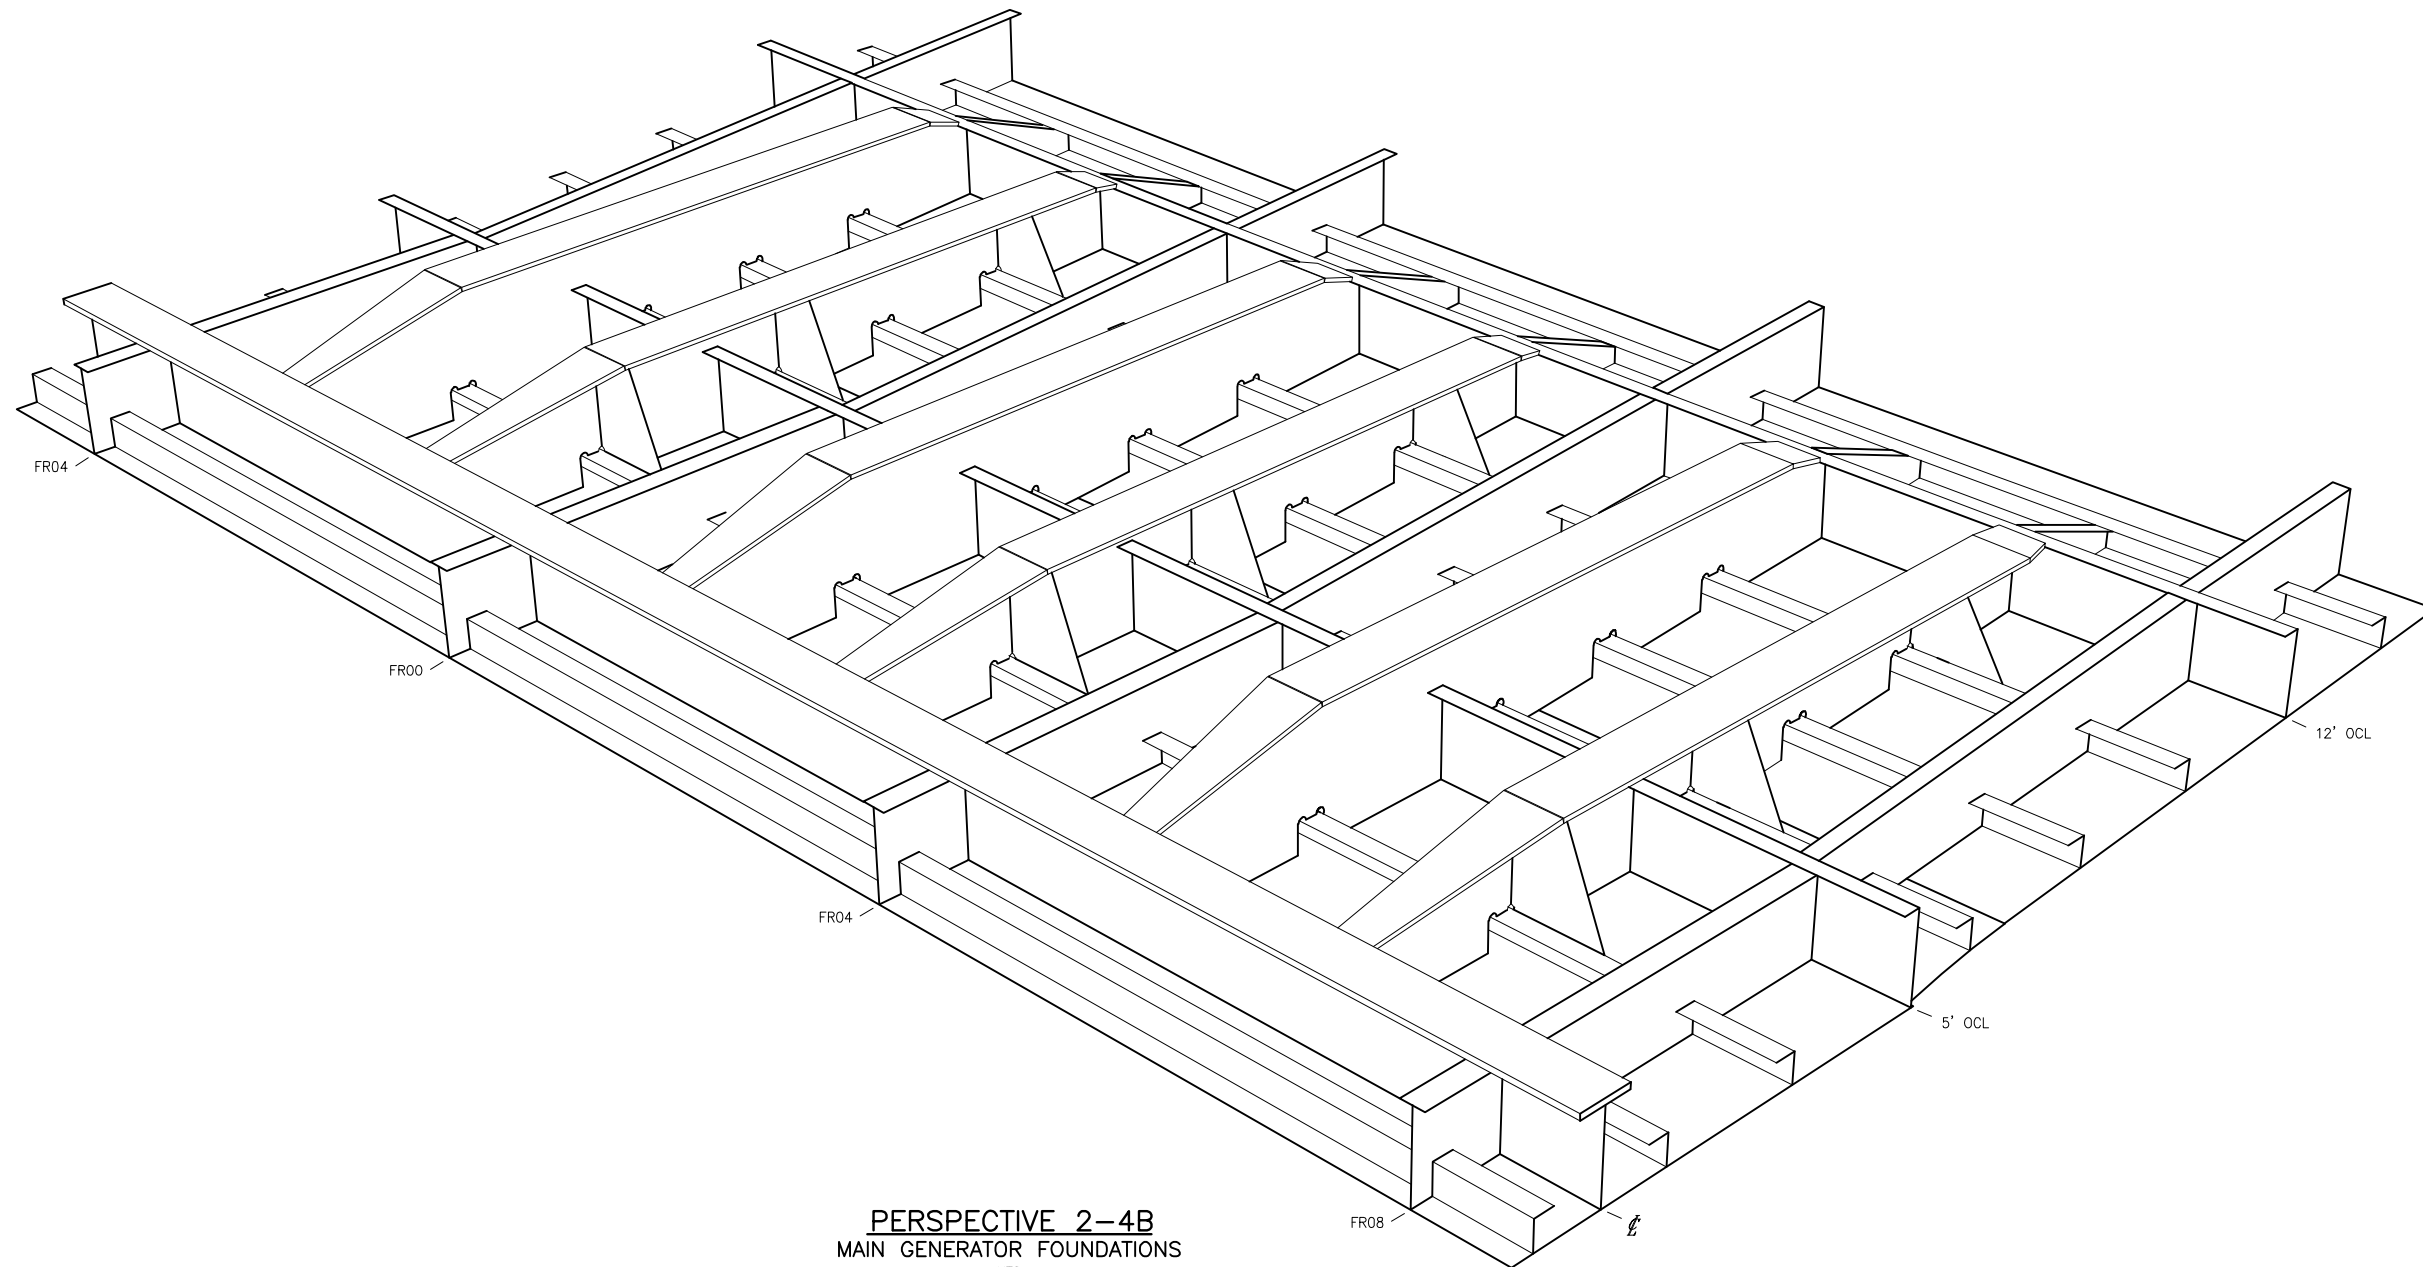 FR04
FR00
FR04
FR08
12' OCL
5' OCL
℄
PERSPECTIVE 2-4B
MAIN GENERATOR FOUNDATIONS